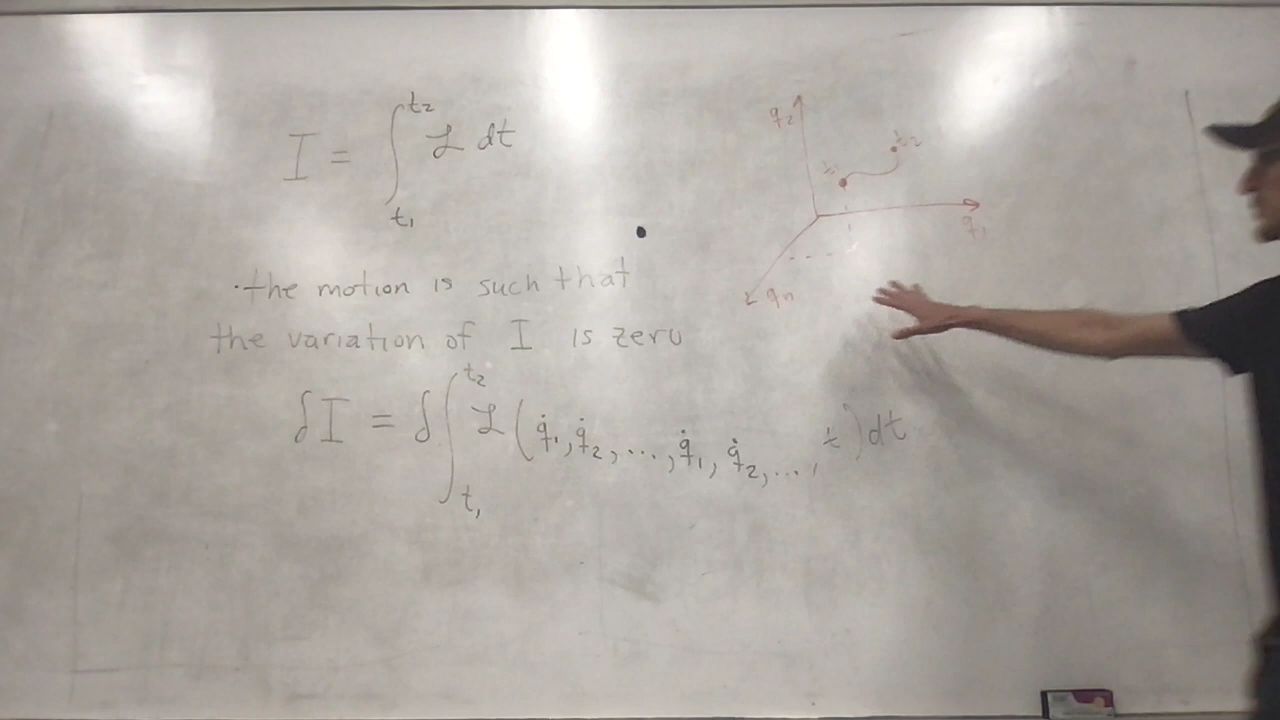 I = ∫_{t₁}^{t₂} ℒ dt
q₂
t₁
t₂
q₁
qₙ
·the motion is such that
the variation of I is zero
δI = δ∫_{t₁}^{t₂} ℒ(q̇₁, q̇₂, ..., q̇₁, q̇₂, ..., t)dt